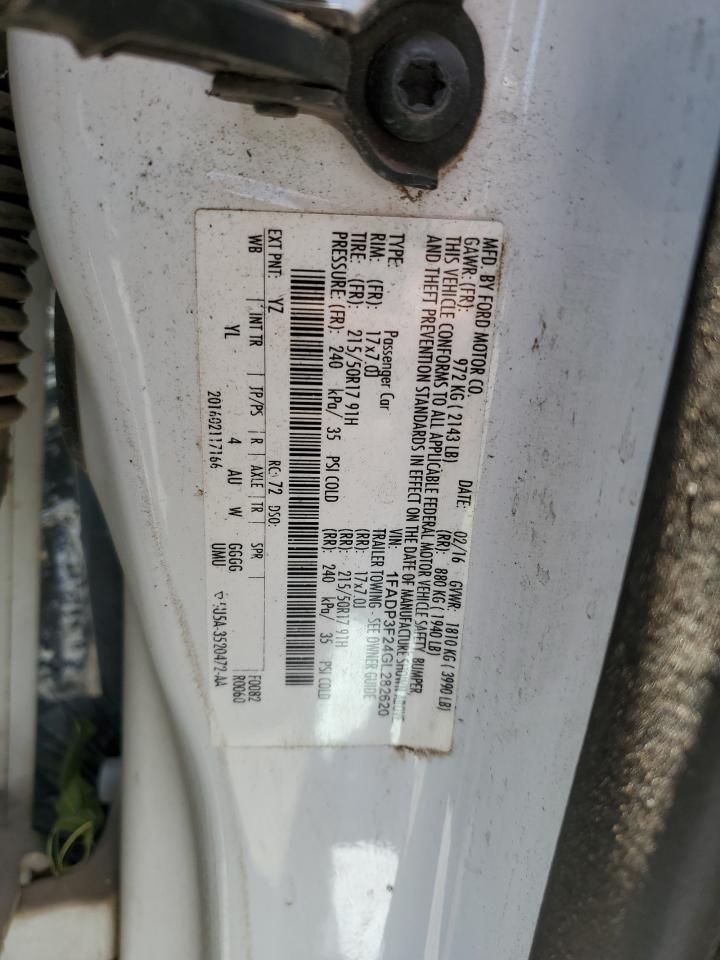 MFD. BY FORD MOTOR CO.
DATE: 02/16 GVWR: 1810 KG ( 3990 LB)
GAWR: (FR): 972 KG ( 2143 LB) (RR): 880 KG ( 1940 LB)
THIS VEHICLE CONFORMS TO ALL APPLICABLE FEDERAL MOTOR VEHICLE SAFETY, BUMPER,
AND THEFT PREVENTION STANDARDS IN EFFECT ON THE DATE OF MANUFACTURE SHOWN ABOVE
VIN: 1FADP3F24GL282620
TYPE: Passenger Car TRAILER TOWING - SEE OWNER GUIDE
RIM: (FR): 17x7.0J (RR): 17x7.0J
TIRE: (FR): 215/50R17 91H (RR): 215/50R17 91H
PRESSURE: (FR): 240 kPa/ 35 PSI COLD (RR): 240 kPa/ 35 PSI COLD
EXT PNT: YZ RC: 72 DSO: F0082
WB INT TR TP/PS R AXLE TR SPR R0060
YL 4 AU W GGGG
201602117166 UMU 5U5A-3520472-AA